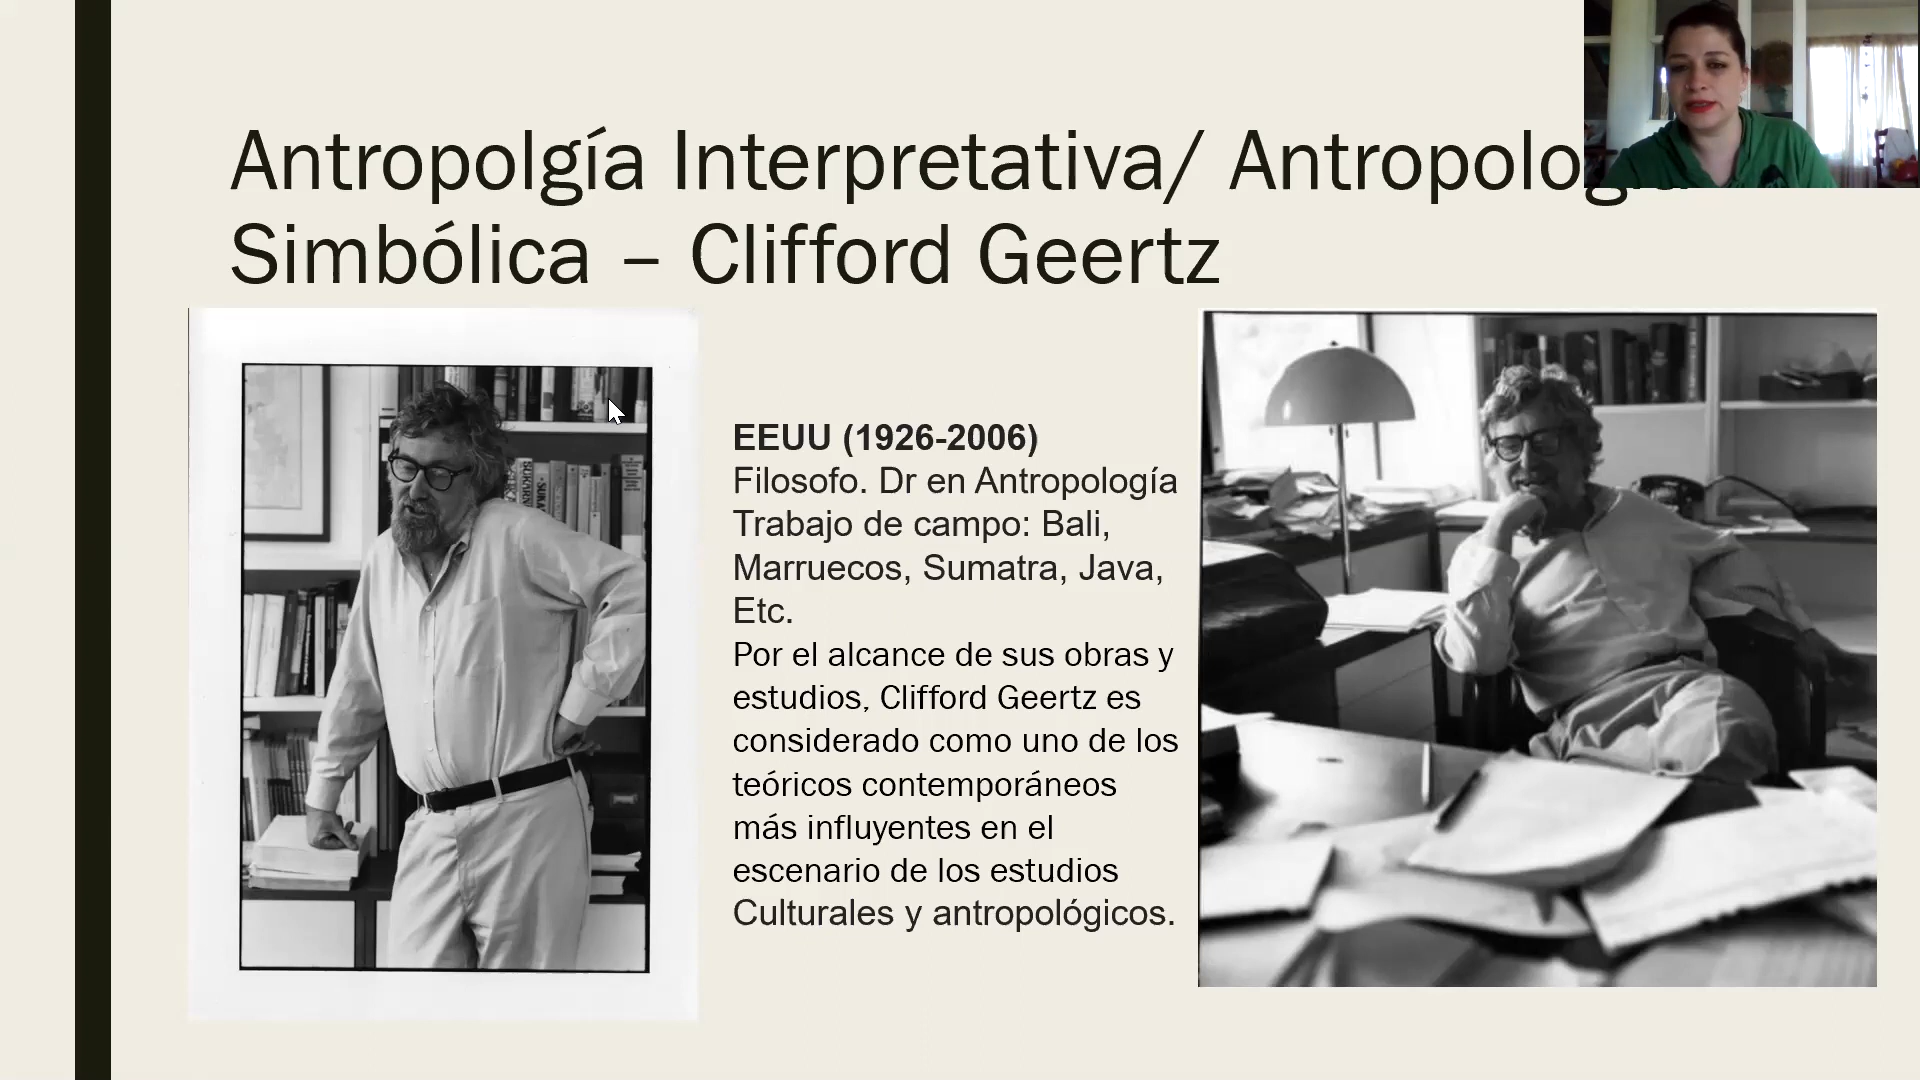 Antropolgía Interpretativa/ Antropología
Simbólica – Clifford Geertz
EEUU (1926-2006)
Filosofo. Dr en Antropología
Trabajo de campo: Bali,
Marruecos, Sumatra, Java,
Etc.
Por el alcance de sus obras y
estudios, Clifford Geertz es
considerado como uno de los
teóricos contemporáneos
más influyentes en el
escenario de los estudios
Culturales y antropológicos.